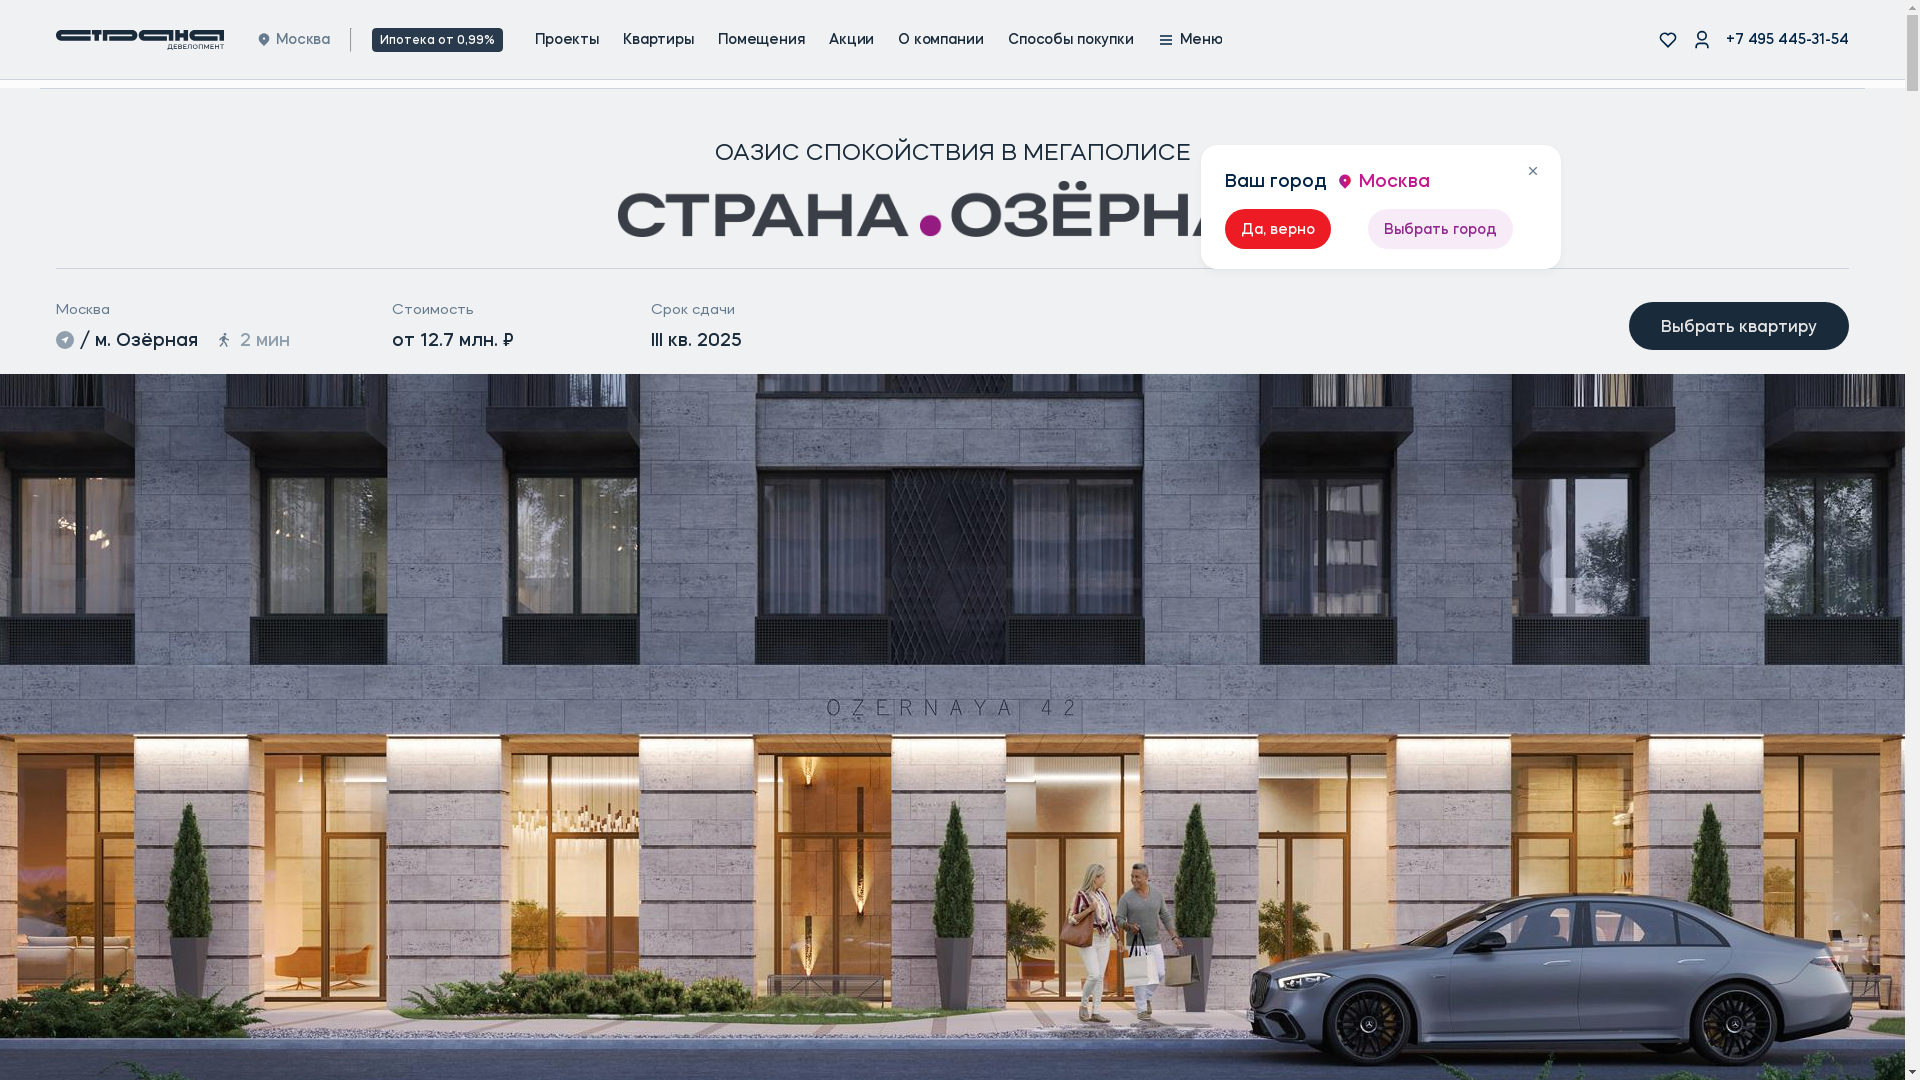 страна
ДЕВЕЛОПМЕНТ
Москва
Ипотека от 0,99%
Проекты
Квартиры
Помещения
Акции
О компании
Способы покупки
Меню
+7 495 445-31-54
ОАЗИС СПОКОЙСТВИЯ В МЕГАПОЛИСЕ
СТРАНА.ОЗЁРНА
Ваш город
Москва
Да, верно
Выбрать город
Москва
/ м. Озёрная
2 мин
Стоимость
от 12.7 млн. ₽
Срок сдачи
III кв. 2025
Выбрать квартиру
OZERNAYA 42